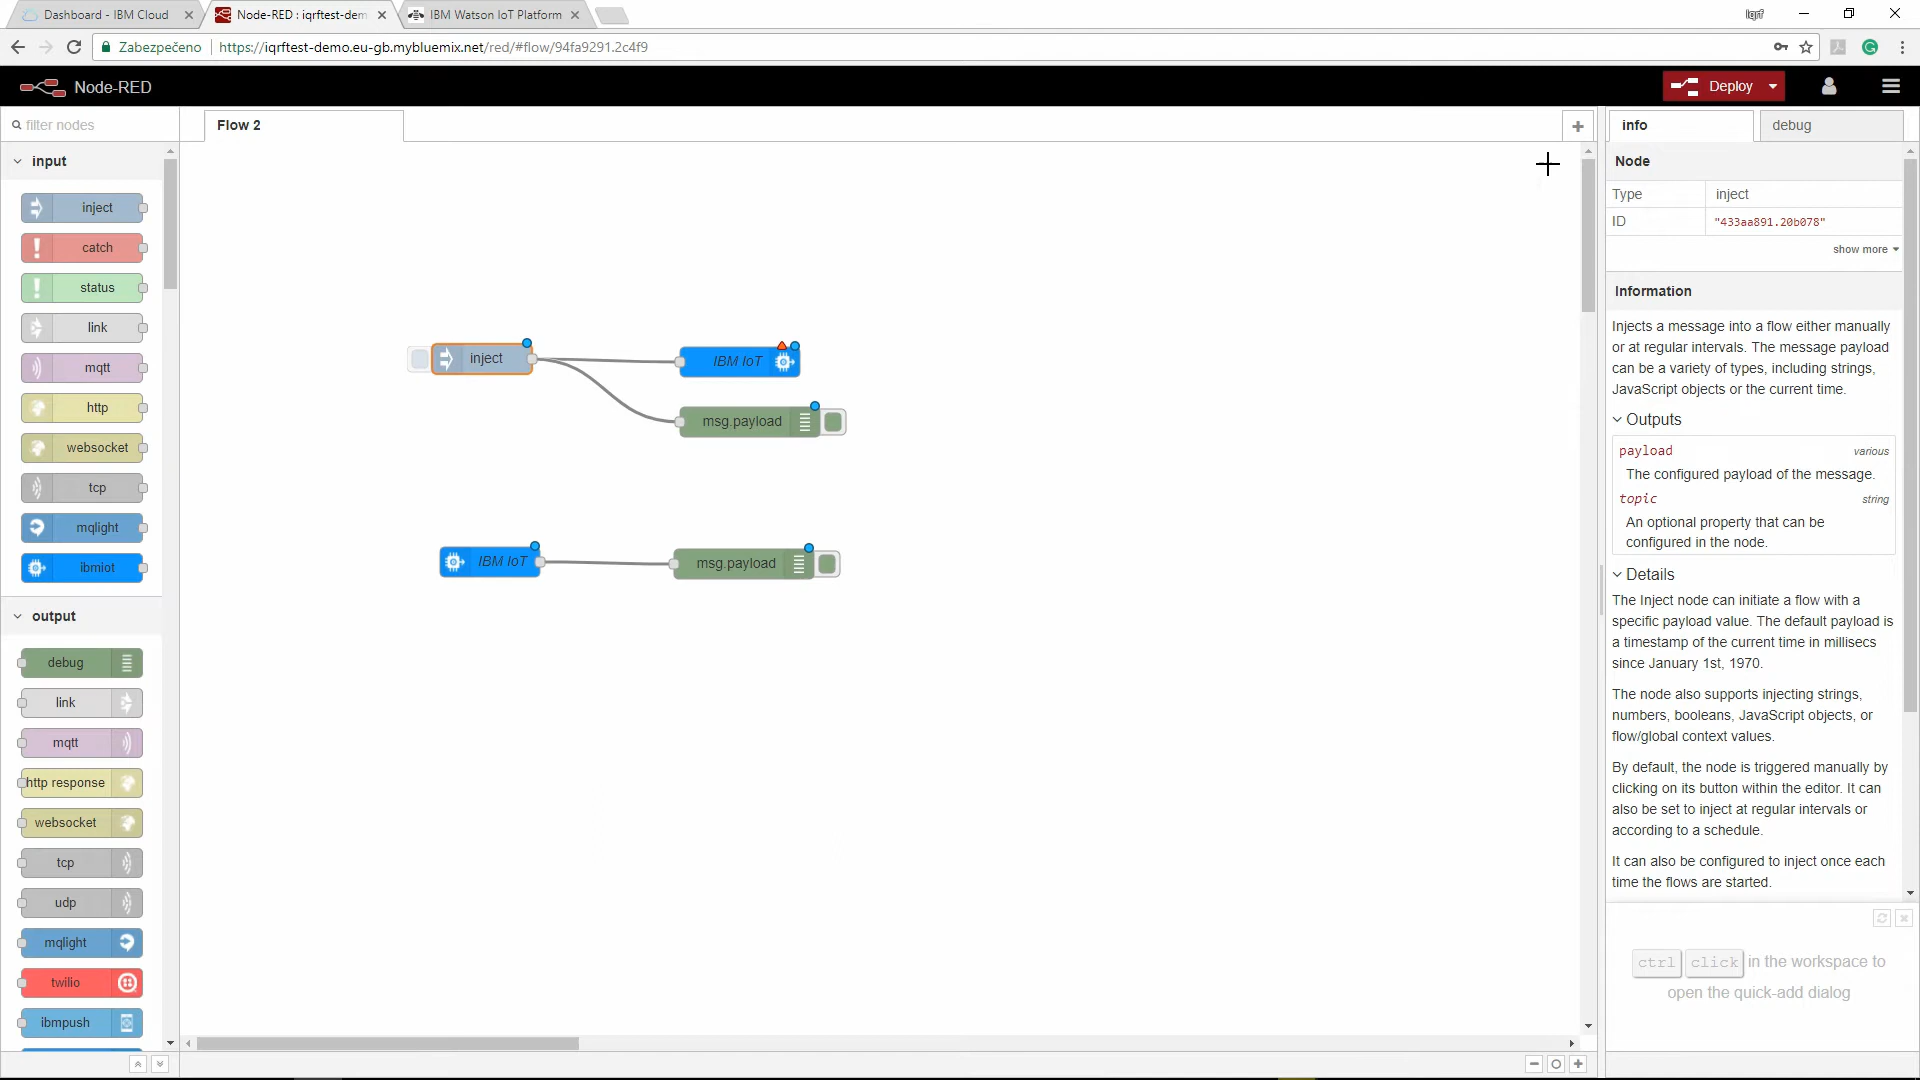 Dashboard - IBM Cloud
Node-RED : iqrftest-dem
IBM Watson IoT Platform
iqrf
Zabezpečeno
https://iqrftest-demo.eu-gb.mybluemix.net/red/#flow/94fa9291.2c4f9
Node-RED
Deploy
filter nodes
Flow 2
info
debug
input
inject
catch
status
link
mqtt
http
websocket
tcp
mqlight
ibmiot
output
debug
link
mqtt
http response
websocket
tcp
udp
mqlight
twilio
ibmpush
inject
IBM IoT
msg.payload
IBM IoT
msg.payload
Node
Type inject
ID "433aa891.20b078"
show more
Information
Injects a message into a flow either manually
or at regular intervals. The message payload
can be a variety of types, including strings,
JavaScript objects or the current time.
Outputs
payload various
The configured payload of the message.
topic string
An optional property that can be
configured in the node.
Details
The Inject node can initiate a flow with a
specific payload value. The default payload is
a timestamp of the current time in millisecs
since January 1st, 1970.
The node also supports injecting strings,
numbers, booleans, JavaScript objects, or
flow/global context values.
By default, the node is triggered manually by
clicking on its button within the editor. It can
also be set to inject at regular intervals or
according to a schedule.
It can also be configured to inject once each
time the flows are started.
ctrl click in the workspace to
open the quick-add dialog